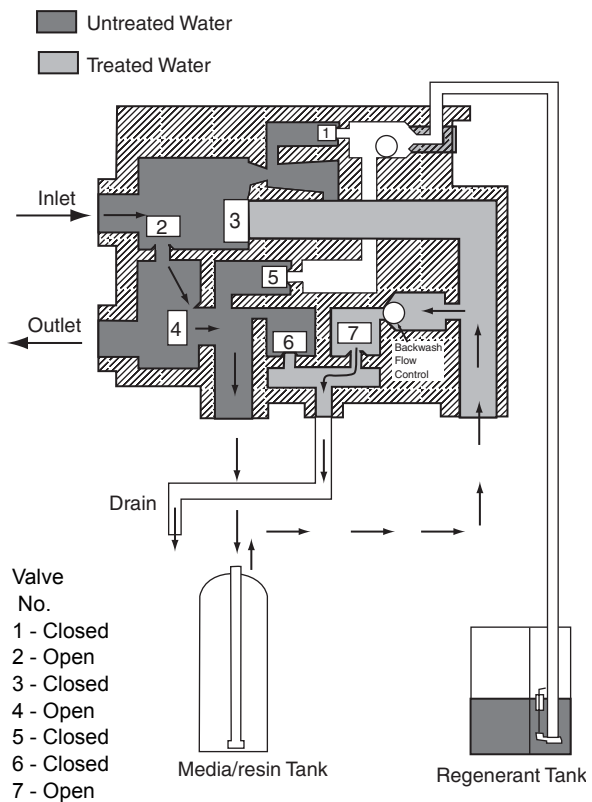 Untreated Water
Treated Water
1
Inlet
2
3
5
Outlet
4
6
7
Backwash
Flow
Control
Drain
Valve
No.
1 - Closed
2 - Open
3 - Closed
4 - Open
5 - Closed
6 - Closed
7 - Open
Media/resin Tank
Regenerant Tank